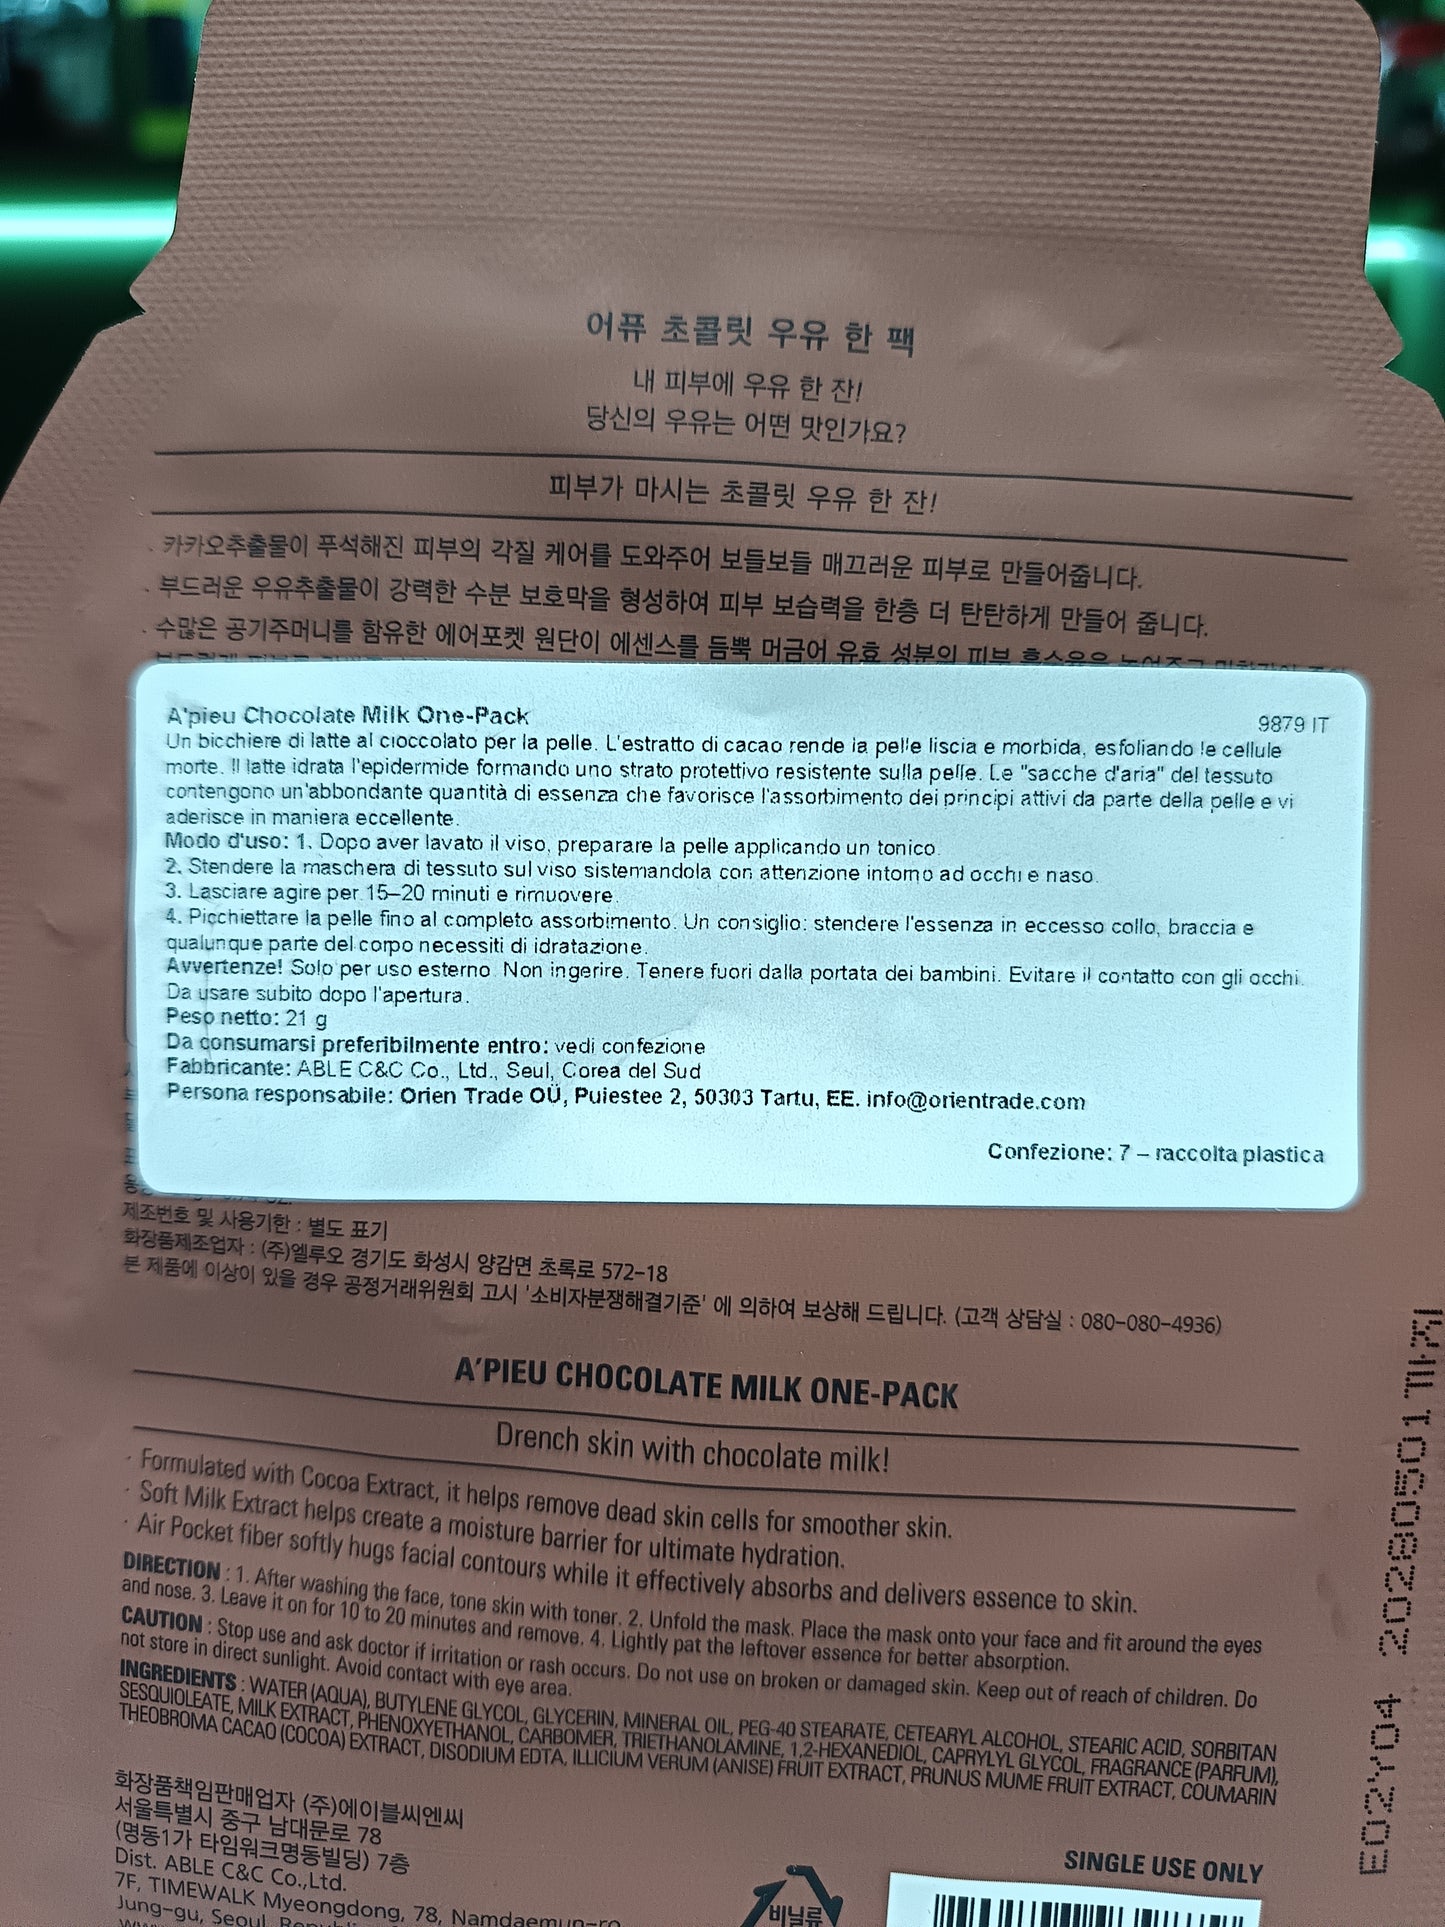 어퓨 초콜릿 우유 한 팩
내 피부에 우유 한 잔!
당신의 우유는 어떤 맛인가요?
피부가 마시는 초콜릿 우유 한 잔!
· 카카오추출물이 푸석해진 피부의 각질 케어를 도와주어 보들보들 매끄러운 피부로 만들어줍니다.
· 부드러운 우유추출물이 강력한 수분 보호막을 형성하여 피부 보습력을 한층 더 탄탄하게 만들어 줍니다.
· 수많은 공기주머니를 함유한 에어포켓 원단이 에센스를 듬뿍 머금어 유효 성분의 피부 흡수율을 높여주고
A'pieu Chocolate Milk One-Pack
9879 IT
Un bicchiere di latte al cioccolato per la pelle. L'estratto di cacao rende la pelle liscia e morbida, esfoliando le cellule
morte. Il latte idrata l'epidermide formando uno strato protettivo resistente sulla pelle. Le "sacche d'aria" del tessuto
contengono un'abbondante quantità di essenza che favorisce l'assorbimento dei principi attivi da parte della pelle e vi
aderisce in maniera eccellente.
Modo d'uso: 1. Dopo aver lavato il viso, preparare la pelle applicando un tonico.
2. Stendere la maschera di tessuto sul viso sistemandola con attenzione intorno ad occhi e naso.
3. Lasciare agire per 15–20 minuti e rimuovere.
4. Picchiettare la pelle fino al completo assorbimento. Un consiglio: stendere l'essenza in eccesso collo, braccia e
qualunque parte del corpo necessiti di idratazione.
Avvertenze! Solo per uso esterno. Non ingerire. Tenere fuori dalla portata dei bambini. Evitare il contatto con gli occhi.
Da usare subito dopo l'apertura.
Peso netto: 21 g
Da consumarsi preferibilmente entro: vedi confezione
Fabbricante: ABLE C&C Co., Ltd., Seul, Corea del Sud
Persona responsabile: Orien Trade OÜ, Puiestee 2, 50303 Tartu, EE. info@orientrade.com
Confezione: 7 – raccolta plastica
제조번호 및 사용기한 : 별도 표기
화장품제조업자 : (주)엘루오 경기도 화성시 양감면 초록로 572-18
본 제품에 이상이 있을 경우 공정거래위원회 고시 '소비자분쟁해결기준' 에 의하여 보상해 드립니다. (고객 상담실 : 080-080-4936)
A'PIEU CHOCOLATE MILK ONE-PACK
Drench skin with chocolate milk!
· Formulated with Cocoa Extract, it helps remove dead skin cells for smoother skin.
· Soft Milk Extract helps create a moisture barrier for ultimate hydration.
· Air Pocket fiber softly hugs facial contours while it effectively absorbs and delivers essence to skin.
DIRECTION : 1. After washing the face, tone skin with toner. 2. Unfold the mask. Place the mask onto your face and fit around the eyes
and nose. 3. Leave it on for 10 to 20 minutes and remove. 4. Lightly pat the leftover essence for better absorption.
CAUTION : Stop use and ask doctor if irritation or rash occurs. Do not use on broken or damaged skin. Keep out of reach of children. Do
not store in direct sunlight. Avoid contact with eye area.
INGREDIENTS : WATER (AQUA), BUTYLENE GLYCOL, GLYCERIN, MINERAL OIL, PEG-40 STEARATE, CETEARYL ALCOHOL, STEARIC ACID, SORBITAN
SESQUIOLEATE, MILK EXTRACT, PHENOXYETHANOL, CARBOMER, TRIETHANOLAMINE, 1,2-HEXANEDIOL, CAPRYLYL GLYCOL, FRAGRANCE (PARFUM),
THEOBROMA CACAO (COCOA) EXTRACT, DISODIUM EDTA, ILLICIUM VERUM (ANISE) FRUIT EXTRACT, PRUNUS MUME FRUIT EXTRACT, COUMARIN
화장품책임판매업자 (주)에이블씨엔씨
서울특별시 중구 남대문로 78
(명동1가 타임워크명동빌딩) 7층
Dist. ABLE C&C Co.,Ltd.
7F, TIMEWALK Myeongdong, 78, Namdaemun-ro
Jung-gu, Seoul,
비닐류
SINGLE USE ONLY
E02Y04 20280501 까지